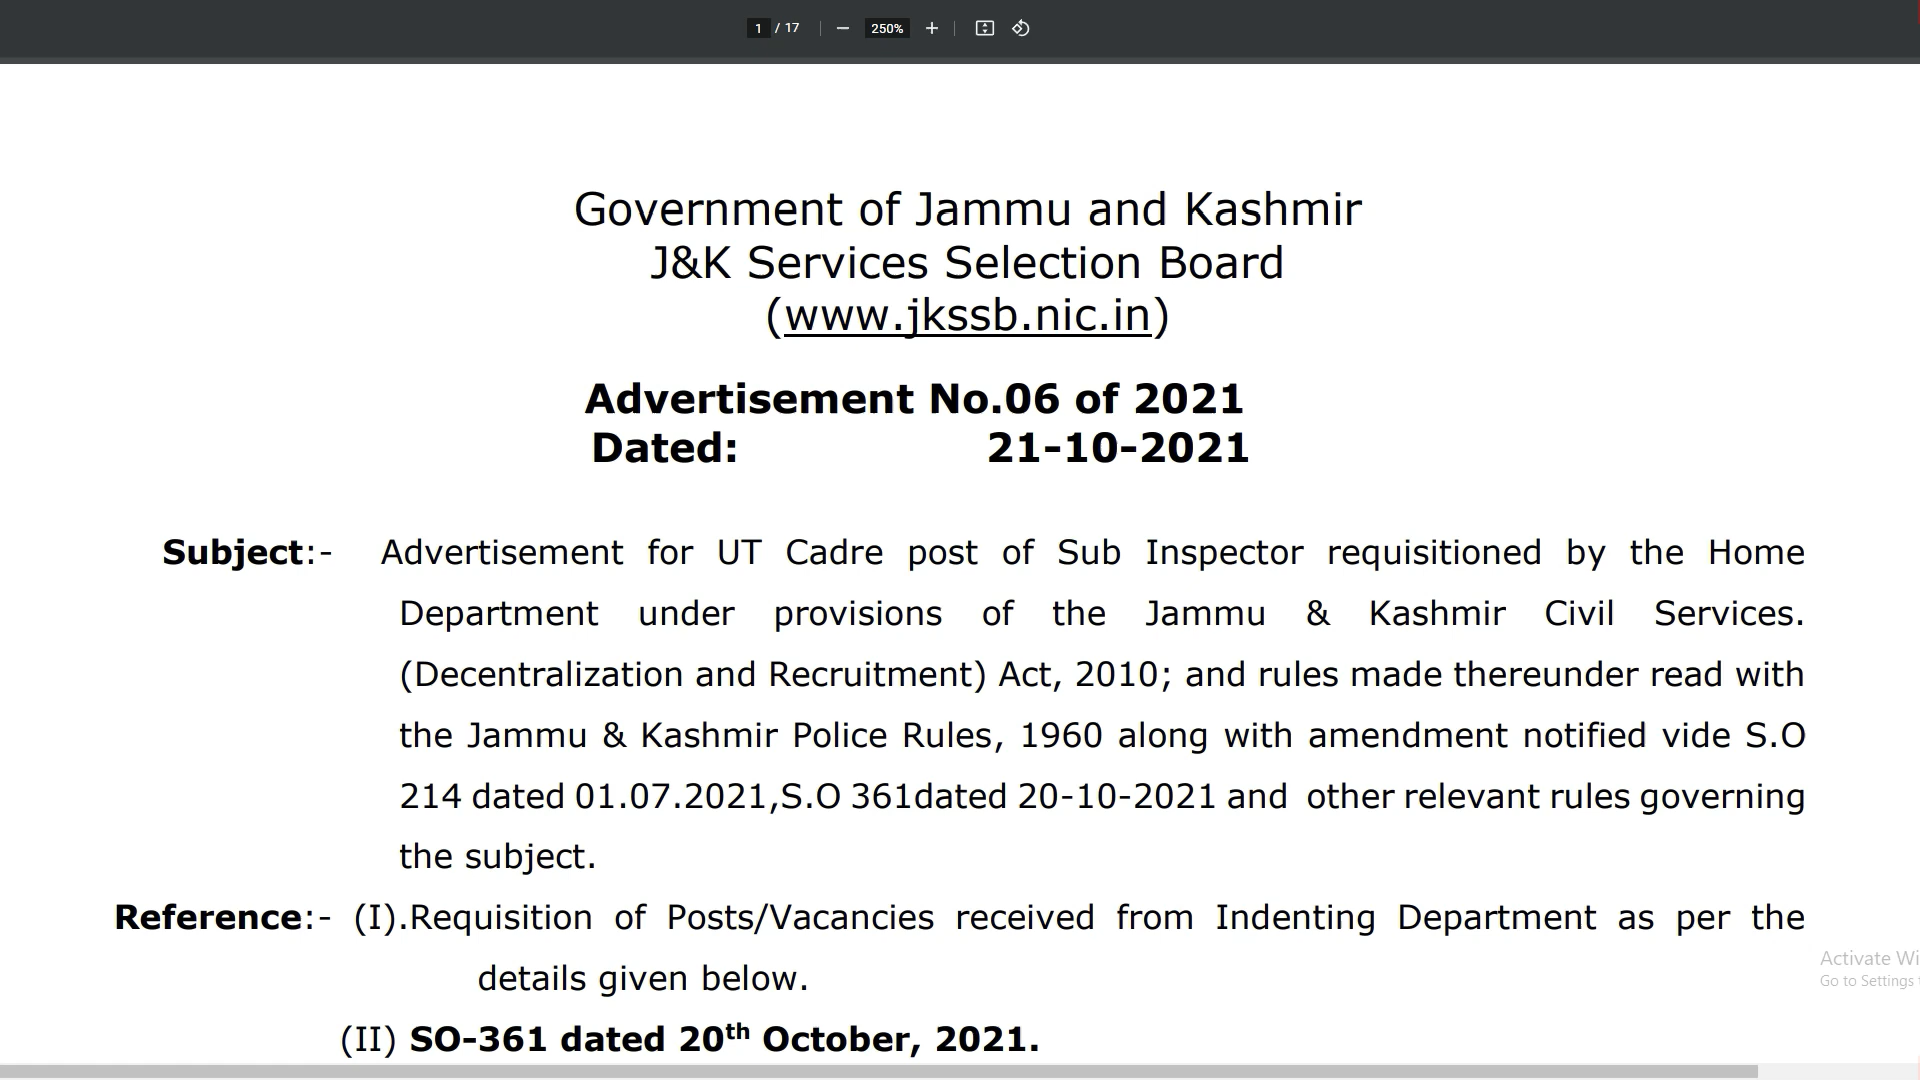 1 / 17 — 250% +
Government of Jammu and Kashmir
J&K Services Selection Board
(www.jkssb.nic.in)
Advertisement No.06 of 2021
Dated: 21-10-2021
Subject:- Advertisement for UT Cadre post of Sub Inspector requisitioned by the Home
Department under provisions of the Jammu & Kashmir Civil Services.
(Decentralization and Recruitment) Act, 2010; and rules made thereunder read with
the Jammu & Kashmir Police Rules, 1960 along with amendment notified vide S.O
214 dated 01.07.2021,S.O 361dated 20-10-2021 and other relevant rules governing
the subject.
Reference:- (I).Requisition of Posts/Vacancies received from Indenting Department as per the
details given below.
(II) SO-361 dated 20th October, 2021.
Activate Wi
Go to Settings